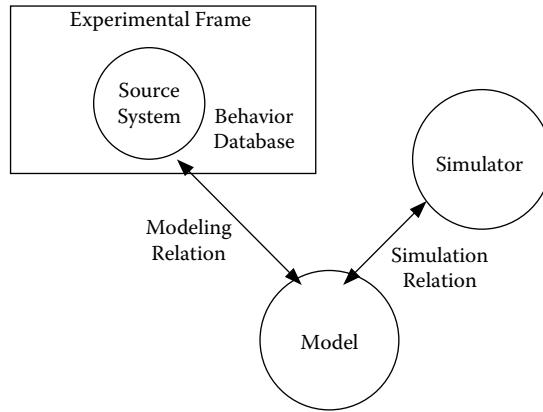 Experimental Frame
Source
System
Behavior
Database
Simulator
Modeling
Relation
Simulation
Relation
Model